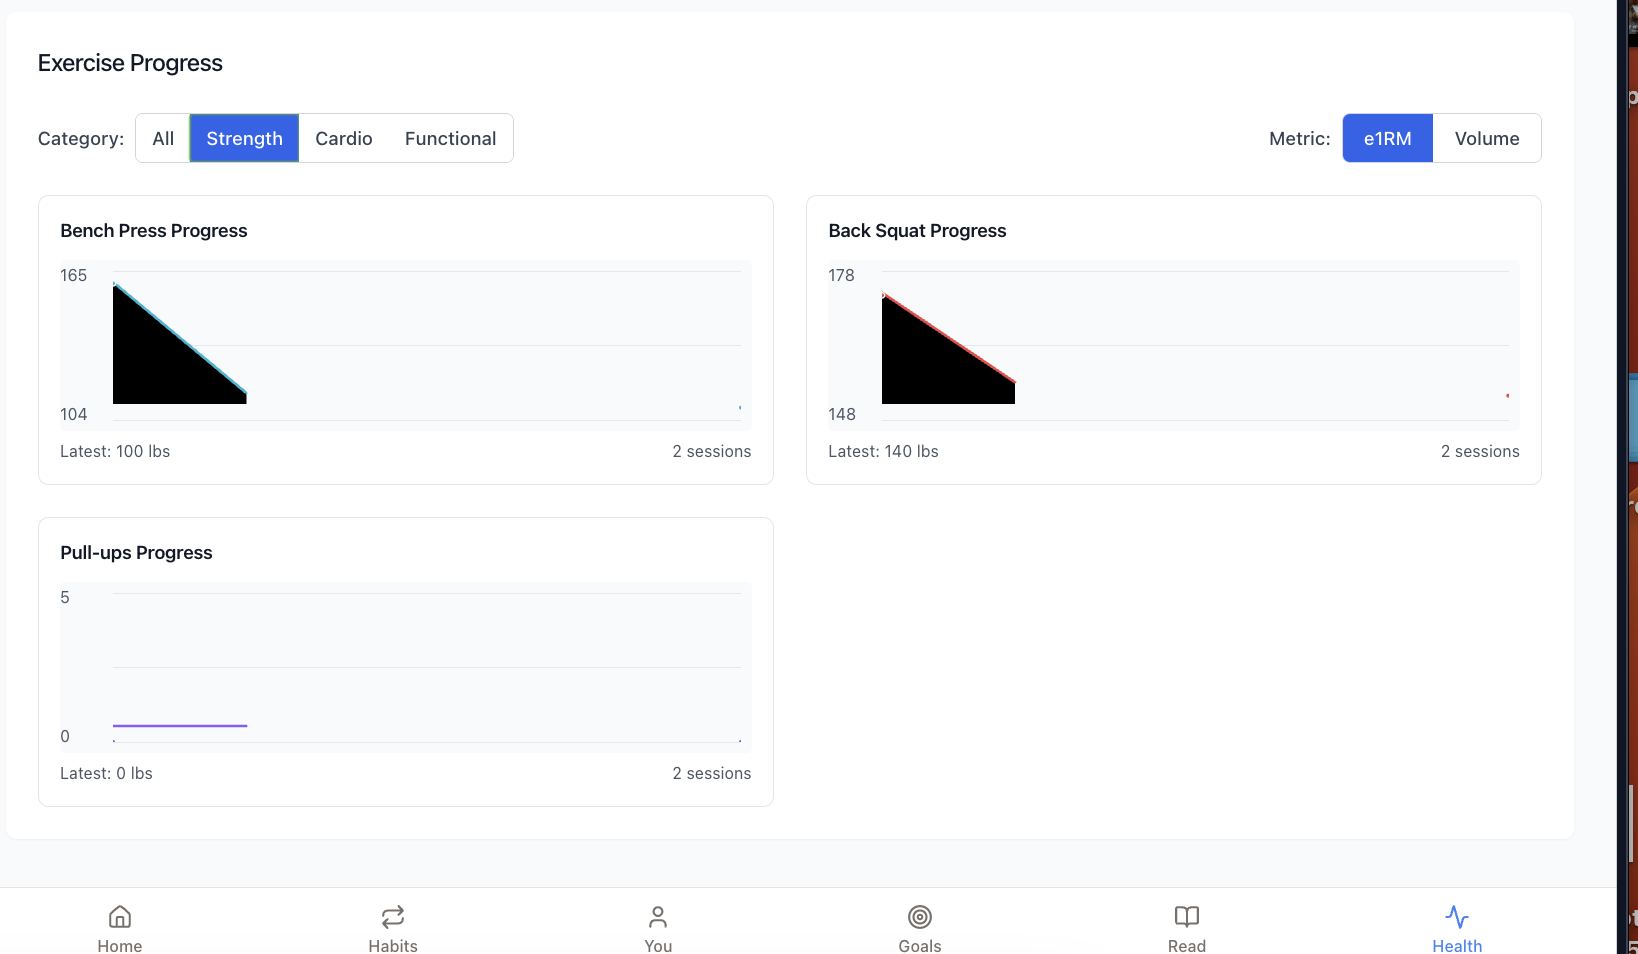 Exercise Progress
Category: All Strength Cardio Functional
Metric: e1RM Volume
Bench Press Progress
165
104
Latest: 100 lbs 2 sessions
Back Squat Progress
178
148
Latest: 140 lbs 2 sessions
Pull-ups Progress
5
0
Latest: 0 lbs 2 sessions
Home Habits You Goals Read Health